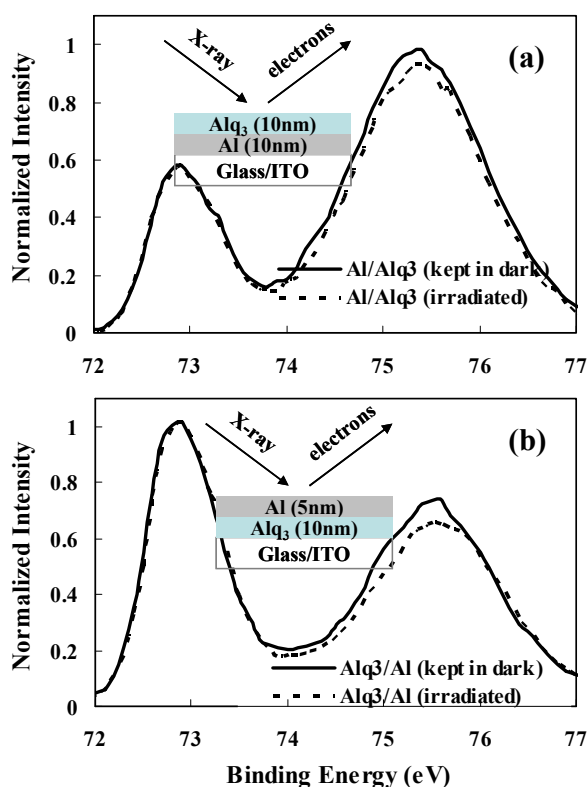 (a)
X-ray
electrons
Alq3 (10nm)
Al (10nm)
Glass/ITO
Al/Alq3 (kept in dark)
Al/Alq3 (irradiated)
Normalized Intensity
1
0.8
0.6
0.4
0.2
0
72 73 74 75 76 77
(b)
X-ray
electrons
Al (5nm)
Alq3 (10nm)
Glass/ITO
Alq3/Al (kept in dark)
Alq3/Al (irradiated)
Normalized Intensity
1
0.8
0.6
0.4
0.2
0
72 73 74 75 76 77
Binding Energy (eV)